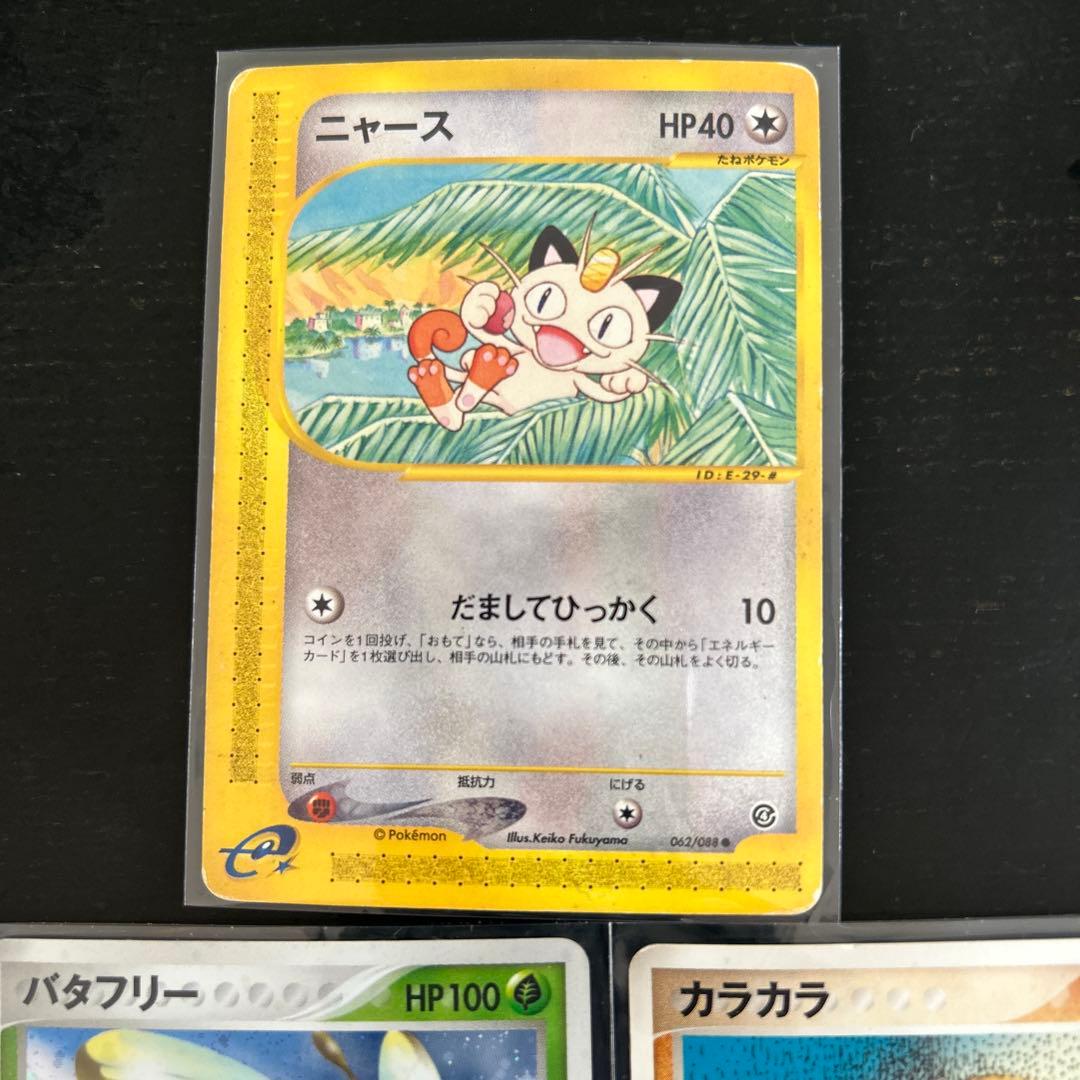 ニャース HP40
たねポケモン
ID:E-29-#
だましてひっかく 10
コインを1回投げ、「おもて」なら、相手の手札を見て、その中から「エネルギー
カード」を1枚選び出し、相手の山札にもどす。その後、その山札をよく切る。
弱点 抵抗力 にげる
© Pokémon Illus.Keiko Fukuyama 062/088
e
バタフリー HP100
カラカラ